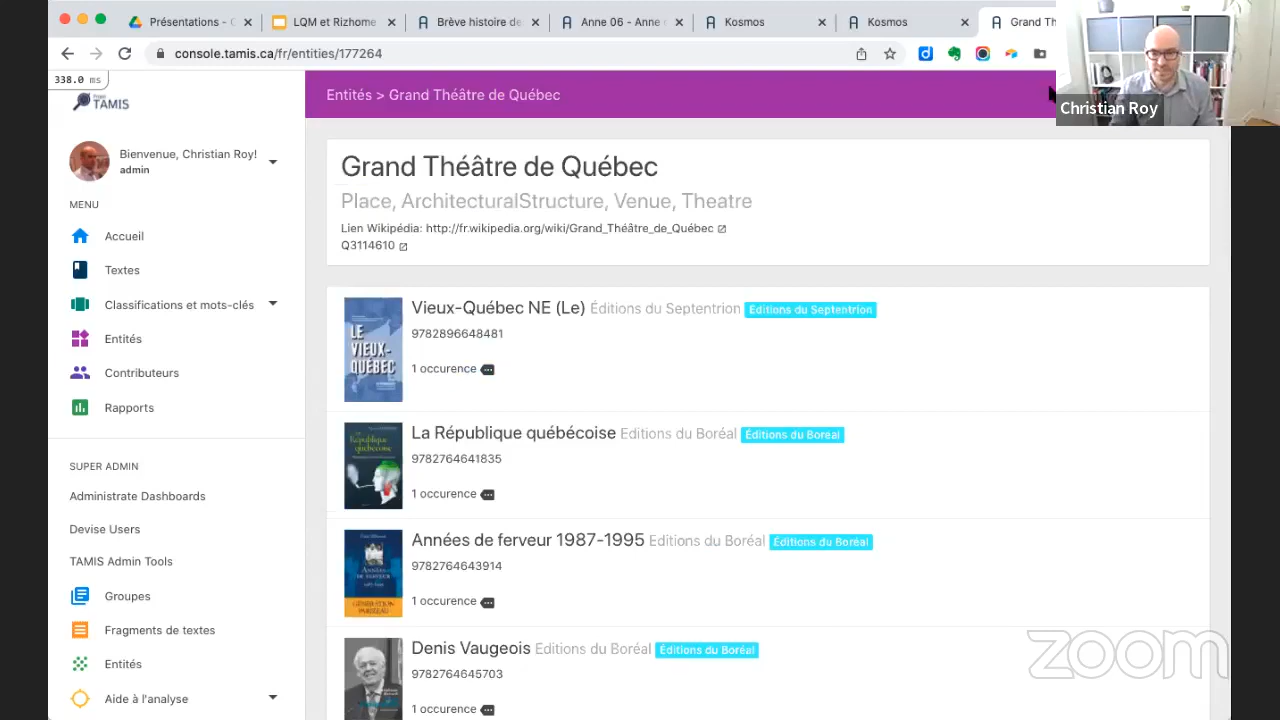 Présentations - G
LQM et Rizhome
Brève histoire de
Anne 06 - Anne
Kosmos
Kosmos
Grand Th
console.tamis.ca/fr/entities/177264
338.0 ms
TAMIS
Entités > Grand Théâtre de Québec
Christian Roy
Bienvenue, Christian Roy!
admin
MENU
Accueil
Textes
Classifications et mots-clés
Entités
Contributeurs
Rapports
SUPER ADMIN
Administrate Dashboards
Devise Users
TAMIS Admin Tools
Groupes
Fragments de textes
Entités
Aide à l'analyse
Grand Théâtre de Québec
Place, ArchitecturalStructure, Venue, Theatre
Lien Wikipédia: http://fr.wikipedia.org/wiki/Grand_Théâtre_de_Québec
Q3114610
LE
VIEUX-
QUÉBEC
Vieux-Québec NE (Le) Éditions du Septentrion Éditions du Septentrion
9782896648481
1 occurence
La République québécoise Editions du Boréal Éditions du Boréal
9782764641835
1 occurence
Années de ferveur 1987-1995 Editions du Boréal Éditions du Boréal
9782764643914
1 occurence
Denis Vaugeois Editions du Boréal Éditions du Boréal
9782764645703
1 occurence
zoom